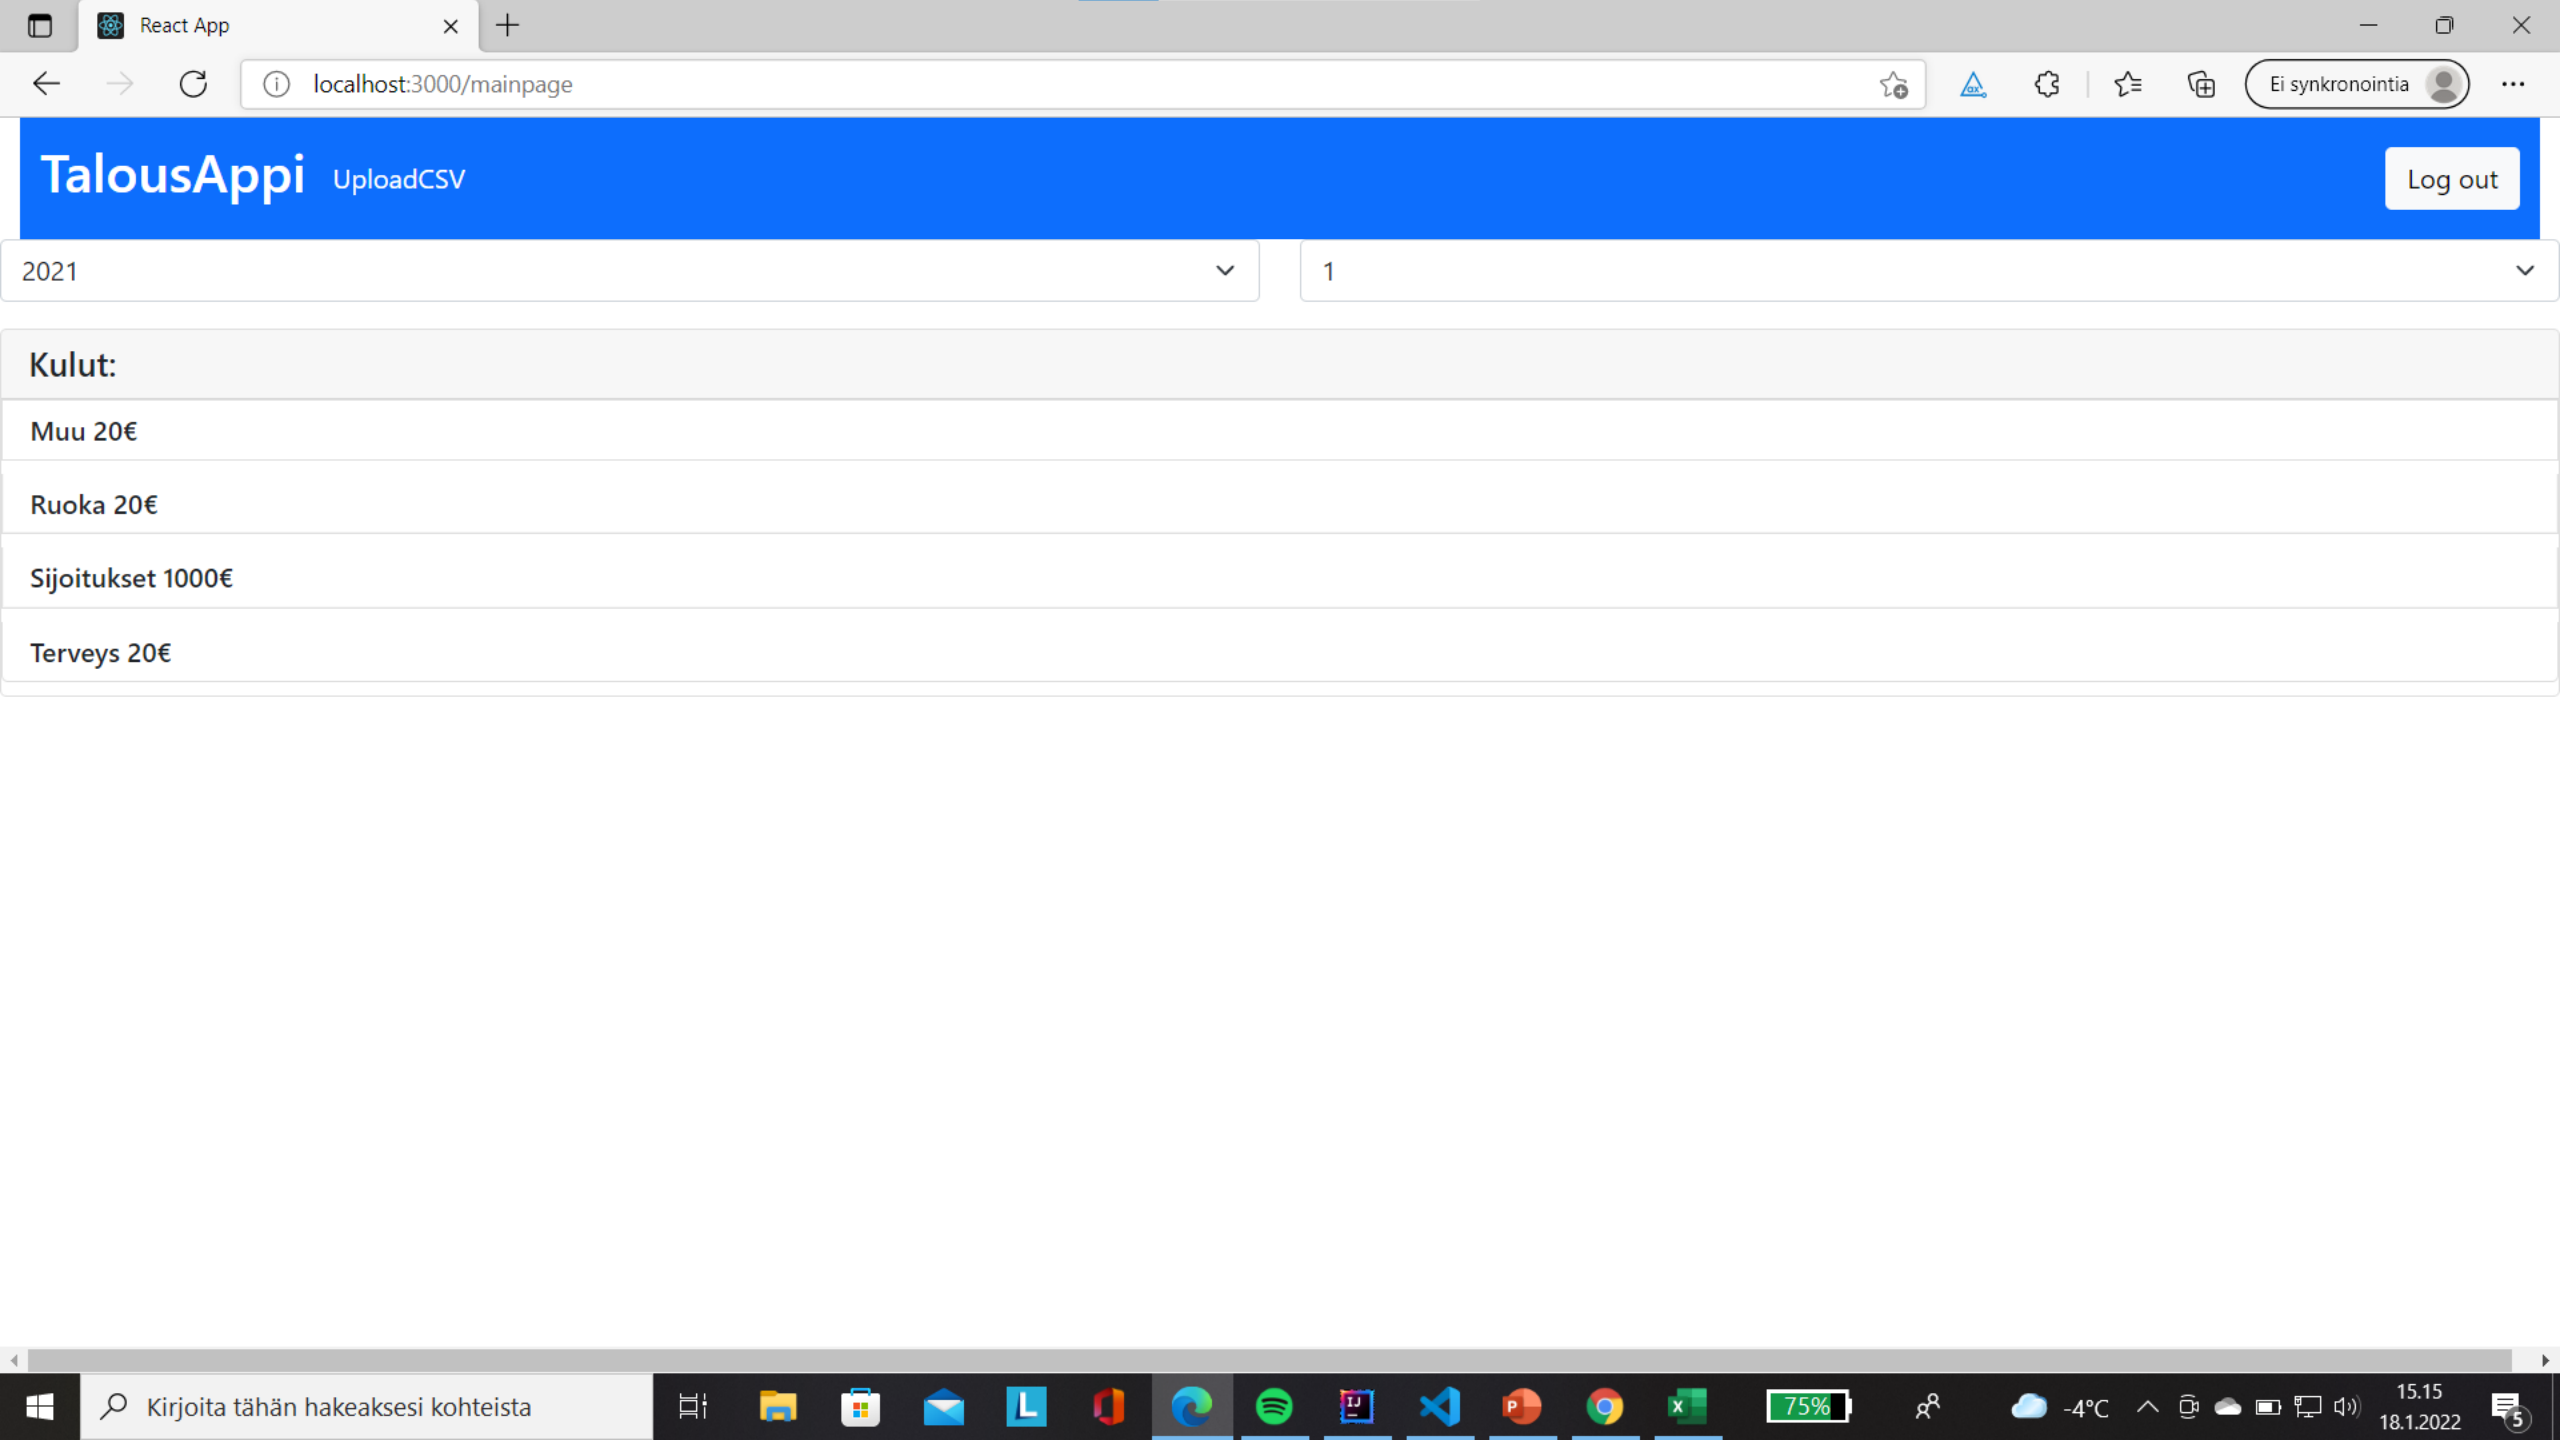 React App
localhost:3000/mainpage
Ei synkronointia
TalousAppi UploadCSV Log out
2021 1
Kulut:
Muu 20€
Ruoka 20€
Sijoitukset 1000€
Terveys 20€
Kirjoita tähän hakeaksesi kohteista
75%
-4°C
15.15
18.1.2022
5